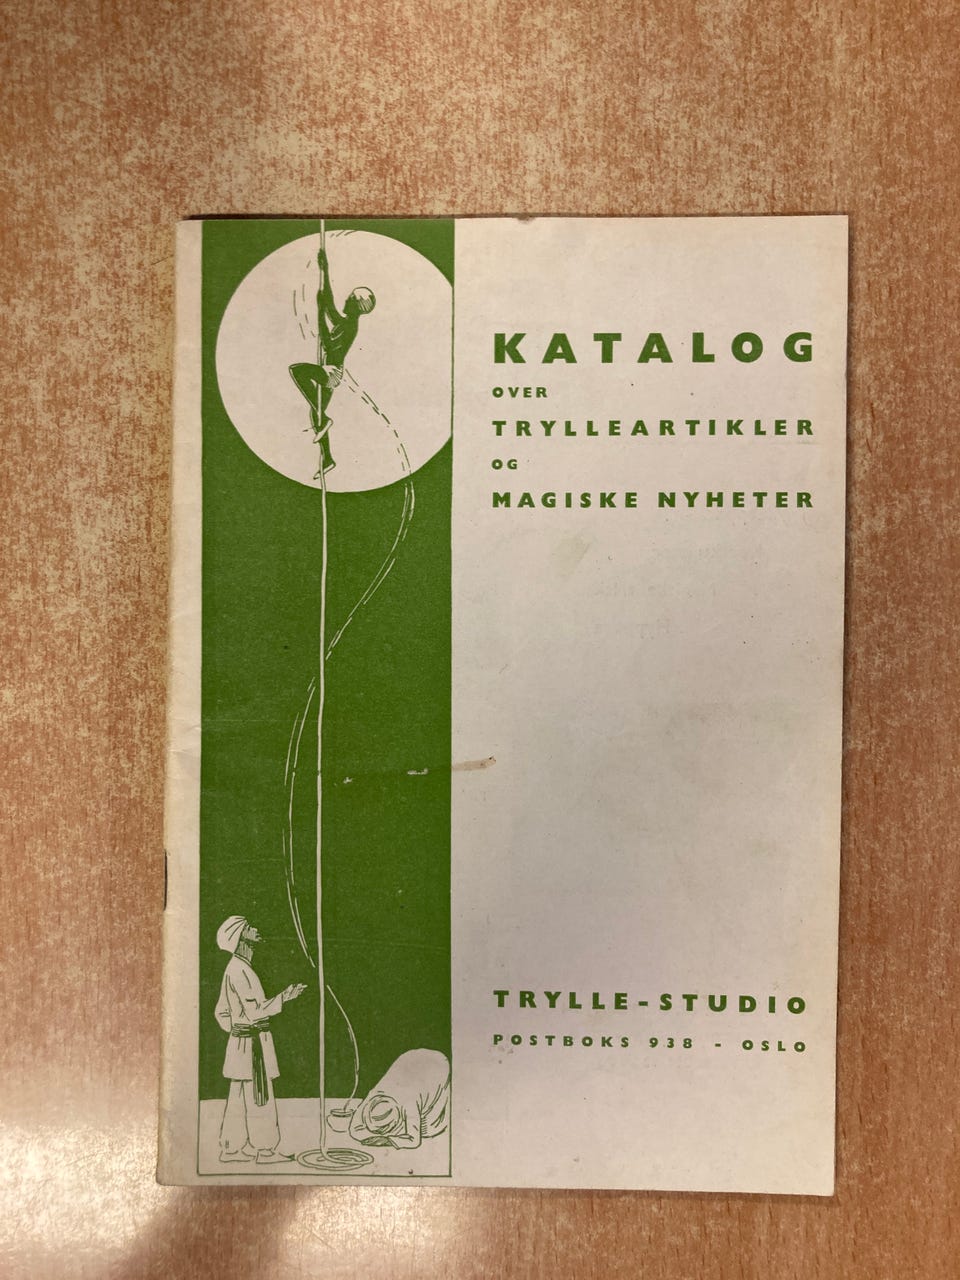 KATALOG
OVER
TRYLLEARTIKLER
OG
MAGISKE NYHETER
TRYLLE-STUDIO
POSTBOKS 938 - OSLO